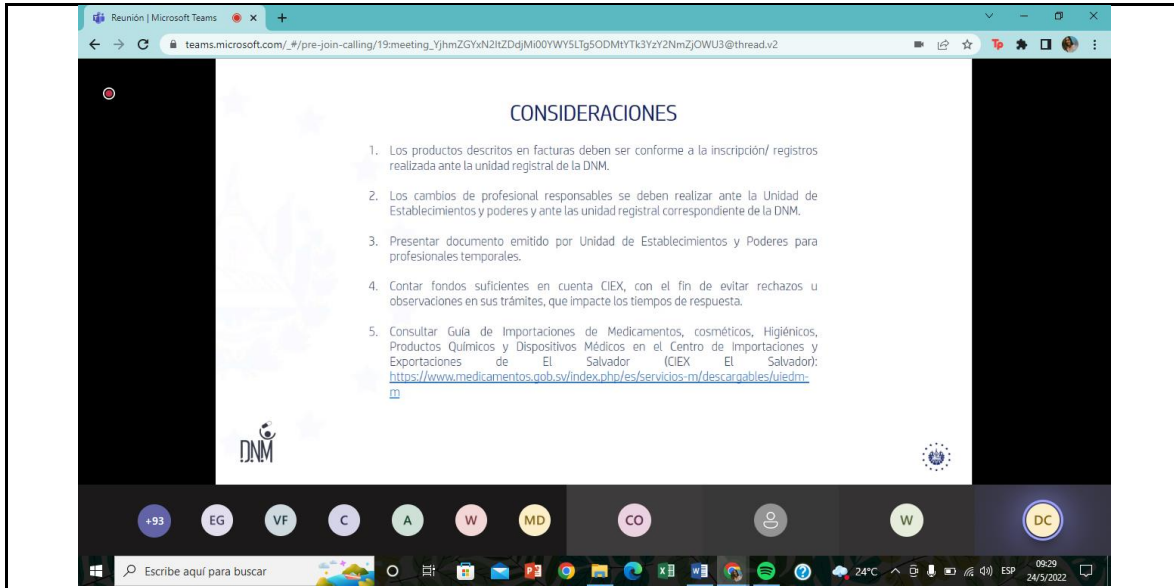 Reunión | Microsoft Teams
teams.microsoft.com/_#/pre-join-calling/19:meeting_YjhmZGYxN2ItZDdjMi00YWY5LTg5ODMtYTk3YzY2NmZjOWU3@thread.v2
Tp
CONSIDERACIONES
1. Los productos descritos en facturas deben ser conforme a la inscripción/ registros
realizada ante la unidad registral de la DNM.
2. Los cambios de profesional responsables se deben realizar ante la Unidad de
Establecimientos y poderes y ante las unidad registral correspondiente de la DNM.
3. Presentar documento emitido por Unidad de Establecimientos y Poderes para
profesionales temporales.
4. Contar fondos suficientes en cuenta CIEX, con el fin de evitar rechazos u
observaciones en sus trámites, que impacte los tiempos de respuesta.
5. Consultar Guía de Importaciones de Medicamentos, cosméticos, Higiénicos,
Productos Químicos y Dispositivos Médicos en el Centro de Importaciones y
Exportaciones de El Salvador (CIEX El Salvador):
https://www.medicamentos.gob.sv/index.php/es/servicios-m/descargables/uiedm-
m
DNM
+93 EG VF C A W MD CO W DC
Escribe aquí para buscar
24°C ESP 09:29
24/5/2022